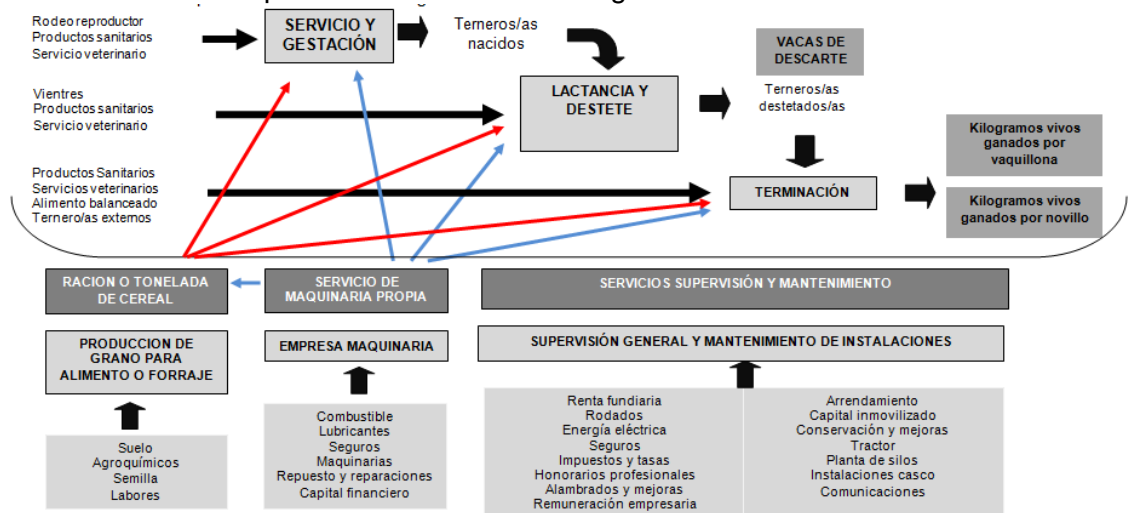 Rodeo reproductor
Productos sanitarios
Servicio veterinario
SERVICIO Y
GESTACIÓN
Terneros/as
nacidos
VACAS DE
DESCARTE
Vientres
Productos sanitarios
Servicio veterinario
LACTANCIA Y
DESTETE
Terneros/as
destetados/as
Kilogramos vivos
ganados por
vaquillona
Productos Sanitarios
Servicios veterinarios
Alimento balanceado
Ternero/as externos
TERMINACIÓN
Kilogramos vivos
ganados por novillo
RACION O TONELADA
DE CEREAL
SERVICIO DE
MAQUINARIA PROPIA
SERVICIOS SUPERVISIÓN Y MANTENIMIENTO
PRODUCCION DE
GRANO PARA
ALIMENTO O FORRAJE
EMPRESA MAQUINARIA
SUPERVISIÓN GENERAL Y MANTENIMIENTO DE INSTALACIONES
Suelo
Agroquímicos
Semilla
Labores
Combustible
Lubricantes
Seguros
Maquinarias
Repuesto y reparaciones
Capital financiero
Renta fundiaria
Rodados
Energía eléctrica
Seguros
Impuestos y tasas
Honorarios profesionales
Alambrados y mejoras
Remuneración empresaria
Arrendamiento
Capital inmovilizado
Conservación y mejoras
Tractor
Planta de silos
Instalaciones casco
Comunicaciones